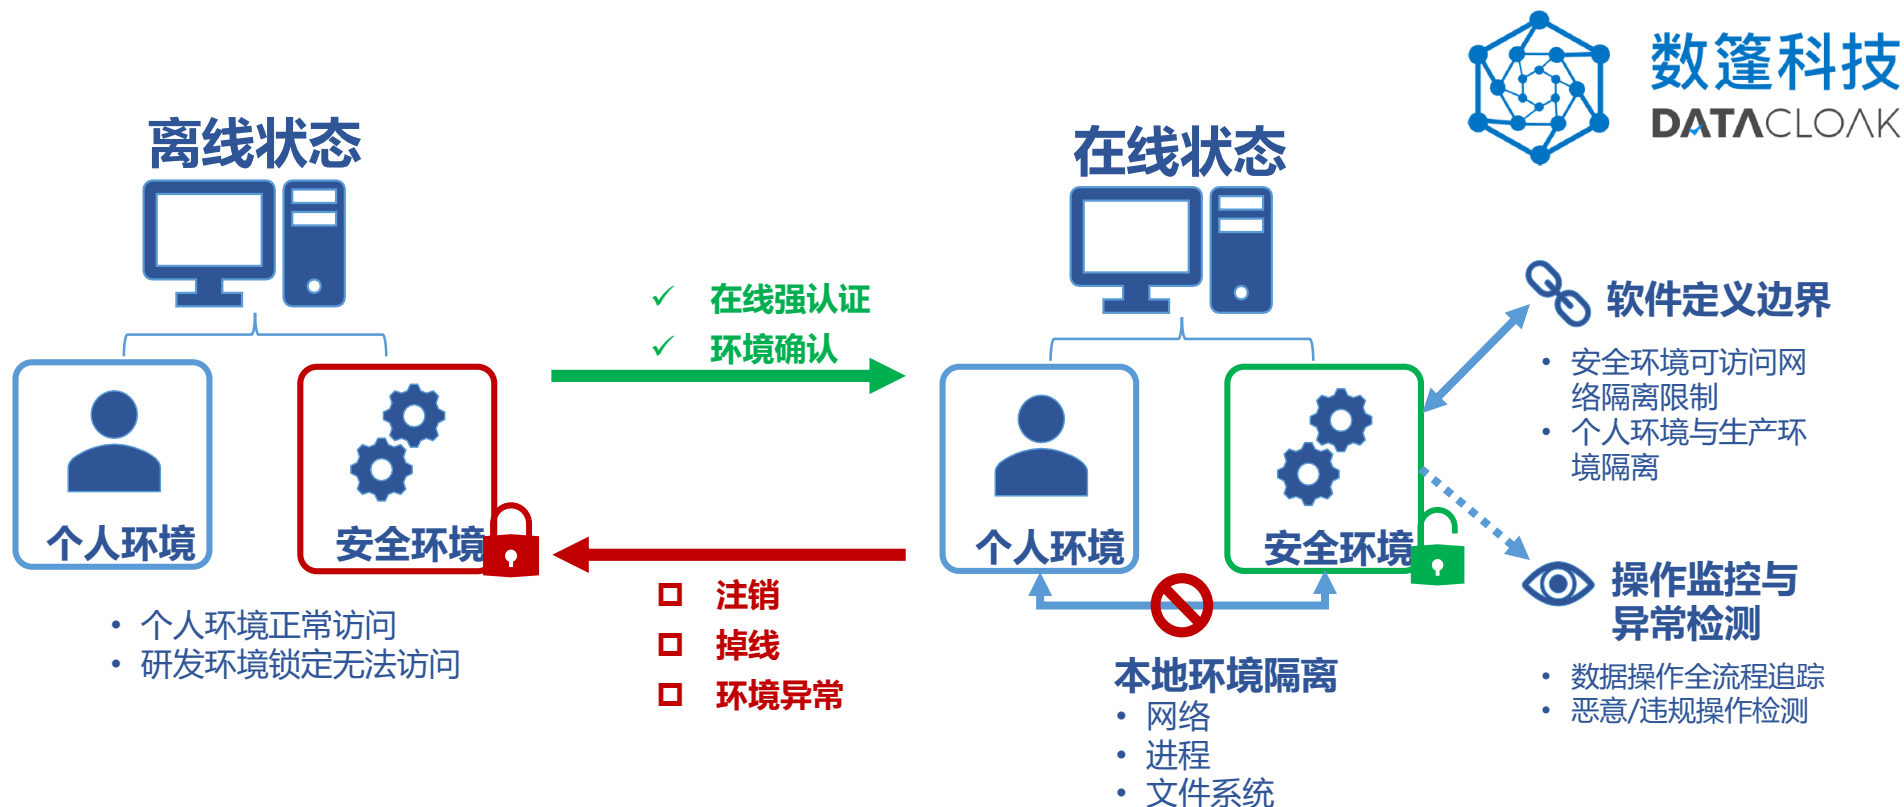 数篷科技
DATACLOAK
离线状态
个人环境
安全环境
个人环境正常访问
研发环境锁定无法访问
在线强认证
环境确认
注销
掉线
环境异常
在线状态
个人环境
安全环境
本地环境隔离
网络
进程
文件系统
软件定义边界
安全环境可访问网
络隔离限制
个人环境与生产环
境隔离
操作监控与
异常检测
数据操作全流程追踪
恶意/违规操作检测